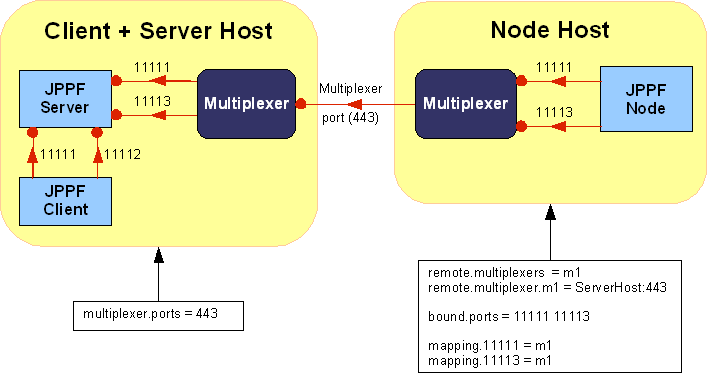 Client + Server Host
Node Host
JPPF
Server
11111
11113
Multiplexer
Multiplexer
port (443)
Multiplexer
11111
11113
JPPF
Node
11111
11112
JPPF
Client
multiplexer.ports = 443
remote.multiplexers = m1
remote.multiplexer.m1 = ServerHost:443
bound.ports = 11111 11113
mapping.11111 = m1
mapping.11113 = m1